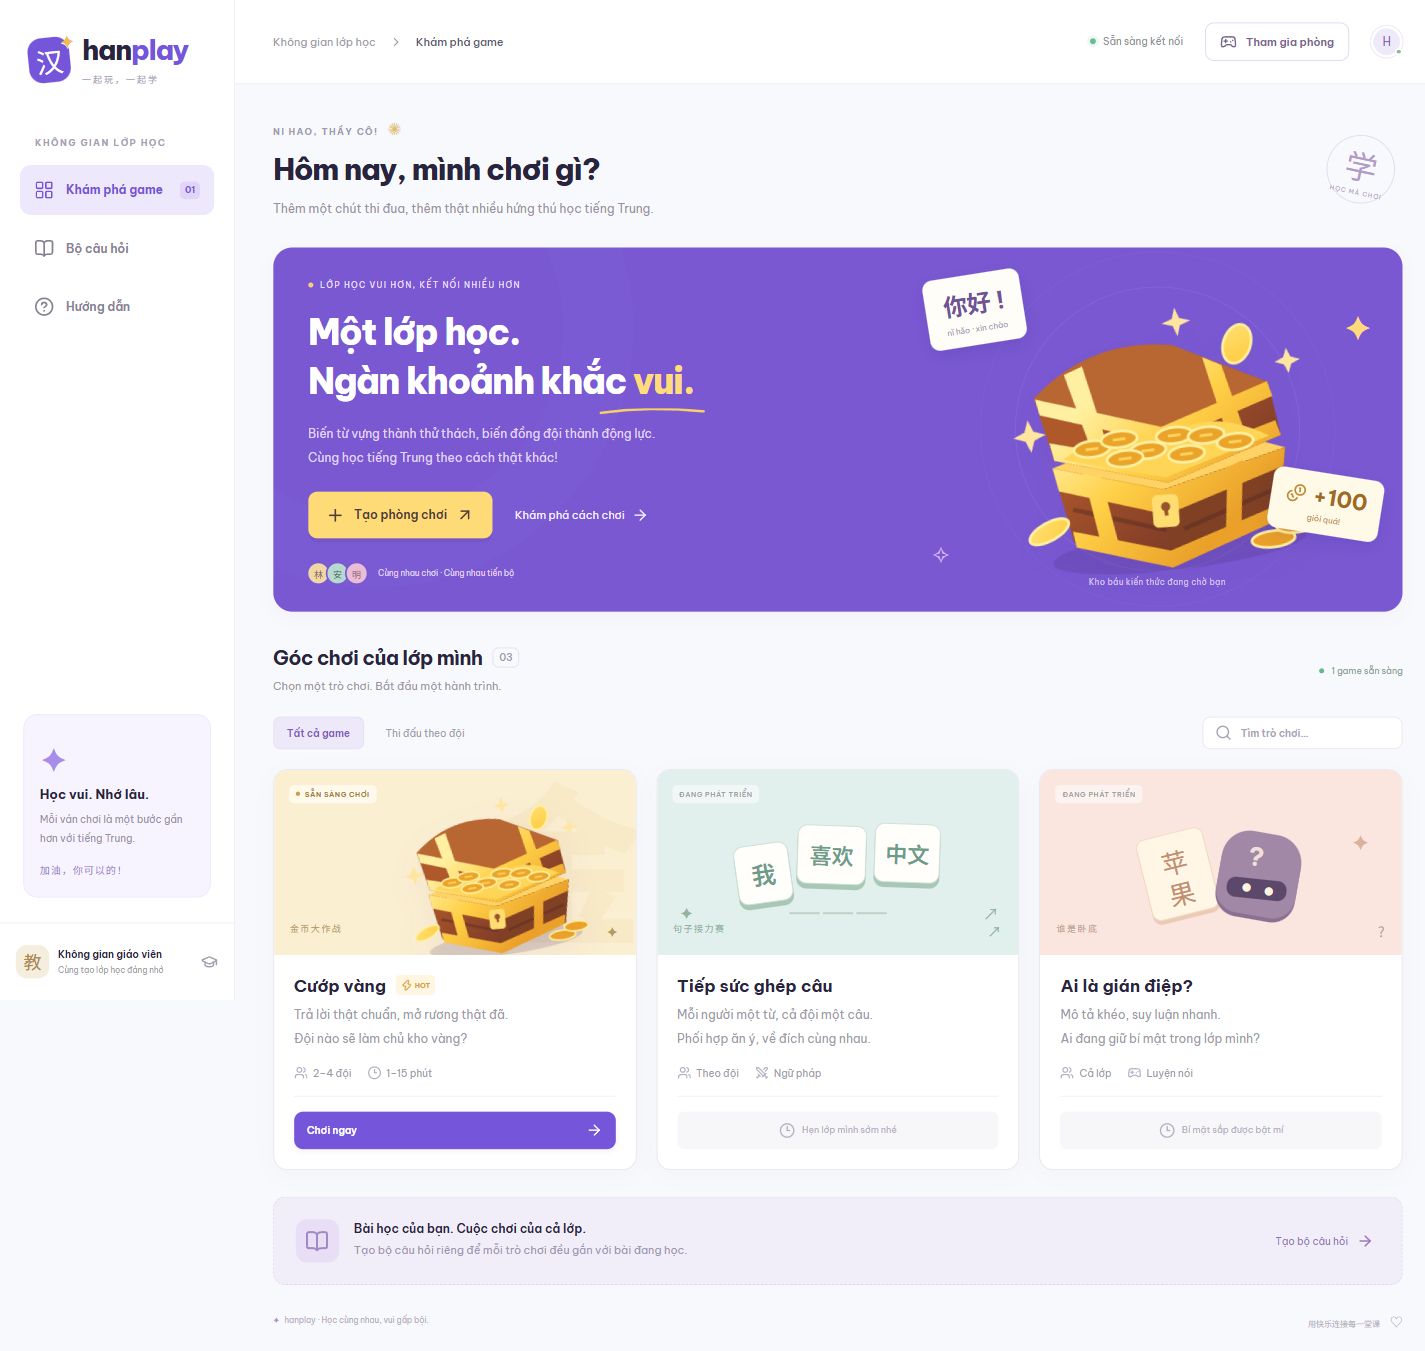 汉
hanplay
一起玩，一起学
KHÔNG GIAN LỚP HỌC
Khám phá game 01
Bộ câu hỏi
Hướng dẫn
Học vui. Nhớ lâu.
Mỗi ván chơi là một bước gần
hơn với tiếng Trung.
加油，你可以的！
教
Không gian giáo viên
Cùng tạo lớp học đáng nhớ
Không gian lớp học > Khám phá game
Sẵn sàng kết nối
Tham gia phòng
H
NI HAO, THẦY CÔ!
Hôm nay, mình chơi gì?
Thêm một chút thi đua, thêm thật nhiều hứng thú học tiếng Trung.
学
HỌC MÀ CHƠI
LỚP HỌC VUI HƠN, KẾT NỐI NHIỀU HƠN
Một lớp học.
Ngàn khoảnh khắc vui.
Biến từ vựng thành thử thách, biến đồng đội thành động lực.
Cùng học tiếng Trung theo cách thật khác!
Tạo phòng chơi
Khám phá cách chơi
林 安 明
Cùng nhau chơi · Cùng nhau tiến bộ
你好！
nǐ hǎo · xin chào
+100
giỏi quá!
Kho báu kiến thức đang chờ bạn
Góc chơi của lớp mình 03
Chọn một trò chơi. Bắt đầu một hành trình.
1 game sẵn sàng
Tất cả game
Thi đấu theo đội
Tìm trò chơi...
SẴN SÀNG CHƠI
金币大作战
Cướp vàng HOT
Trả lời thật chuẩn, mở rương thật đã.
Đội nào sẽ làm chủ kho vàng?
2–4 đội 1–15 phút
Chơi ngay
ĐANG PHÁT TRIỂN
我 喜欢 中文
句子接力赛
Tiếp sức ghép câu
Mỗi người một từ, cả đội một câu.
Phối hợp ăn ý, về đích cùng nhau.
Theo đội Ngữ pháp
Hẹn lớp mình sớm nhé
ĐANG PHÁT TRIỂN
苹
果
?
谁是卧底
?
Ai là gián điệp?
Mô tả khéo, suy luận nhanh.
Ai đang giữ bí mật trong lớp mình?
Cả lớp Luyện nói
Bí mật sắp được bật mí
Bài học của bạn. Cuộc chơi của cả lớp.
Tạo bộ câu hỏi riêng để mỗi trò chơi đều gắn với bài đang học.
Tạo bộ câu hỏi
hanplay · Học cùng nhau, vui gấp bội.
用快乐连接每一堂课